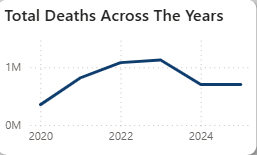 Total Deaths Across The Years
1M
0M
2020 2022 2024